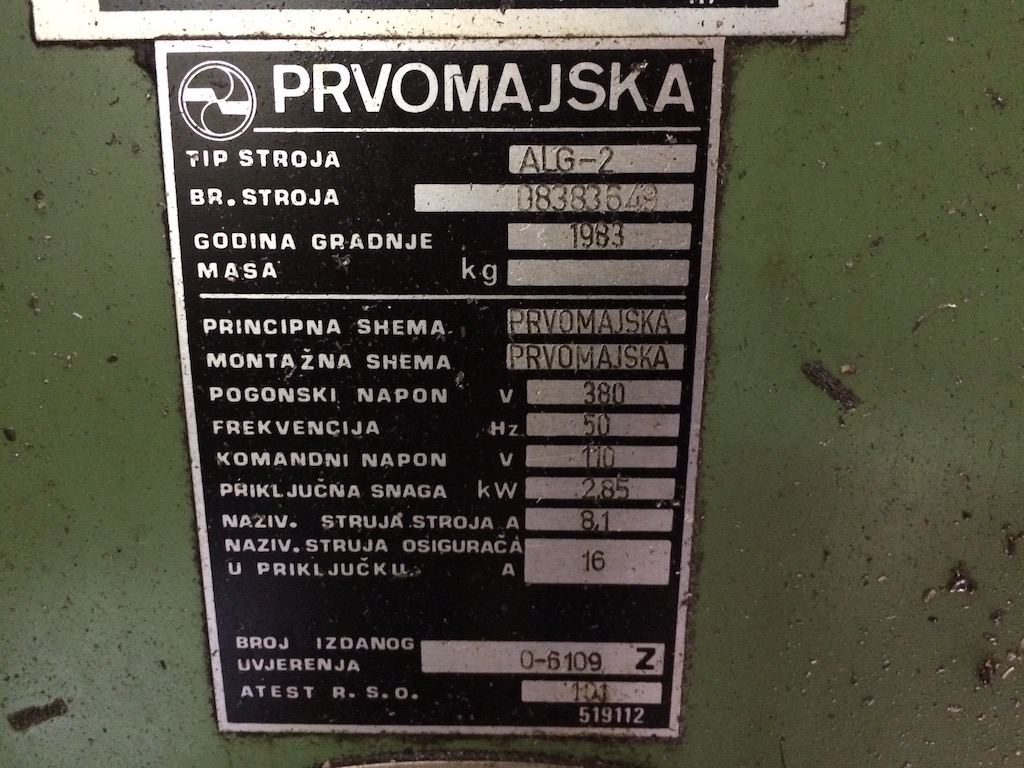 PRVOMAJSKA
TIP STROJA ALG-2
BR. STROJA 08383649
GODINA GRADNJE 1983
MASA kg
PRINCIPNA SHEMA PRVOMAJSKA
MONTAŽNA SHEMA PRVOMAJSKA
POGONSKI NAPON V 380
FREKVENCIJA Hz 50
KOMANDNI NAPON V 110
PRIKLJUČNA SNAGA kW 2,85
NAZIV. STRUJA STROJA A 8,1
NAZIV. STRUJA OSIGURAČA
U PRIKLJUČKU A 16
BROJ IZDANOG
UVJERENJA 0-6109 Z
ATEST R.S.O. 101
519112